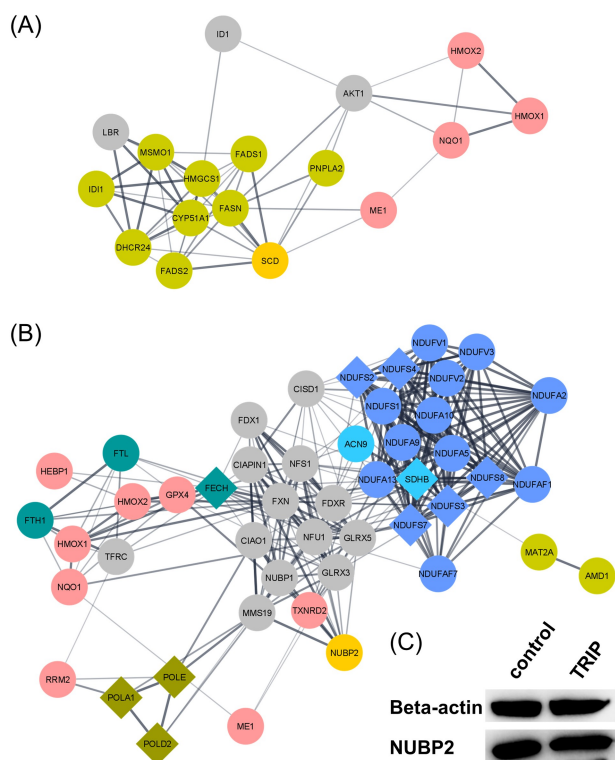 (A)
ID1
HMOX2
AKT1
HMOX1
LBR
NQO1
MSMO1
FADS1
PNPLA2
HMGCS1
IDI1
CYP51A1
FASN
ME1
DHCR24
SCD
FADS2
(B)
NDUFV1
NDUFV3
NDUFS4
NDUFS2
NDUFV2
CISD1
NDUFA2
NDUFS1
NDUFA10
FDX1
ACN9
NDUFA9
NDUFA5
FTL
HEBP1
CIAPIN1
NFS1
NDUFA13
SDHB
NDUFS8
NDUFAF1
FECH
GPX4
HMOX2
FXN
FDXR
NDUFS3
FTH1
NDUFS7
HMOX1
CIAO1
NFU1
GLRX5
TFRC
MAT2A
NQO1
NUBP1
GLRX3
NDUFAF7
AMD1
MMS19
TXNRD2
NUBP2
RRM2
POLE
POLA1
ME1
POLD2
(C)
control
TRIP
Beta-actin
NUBP2